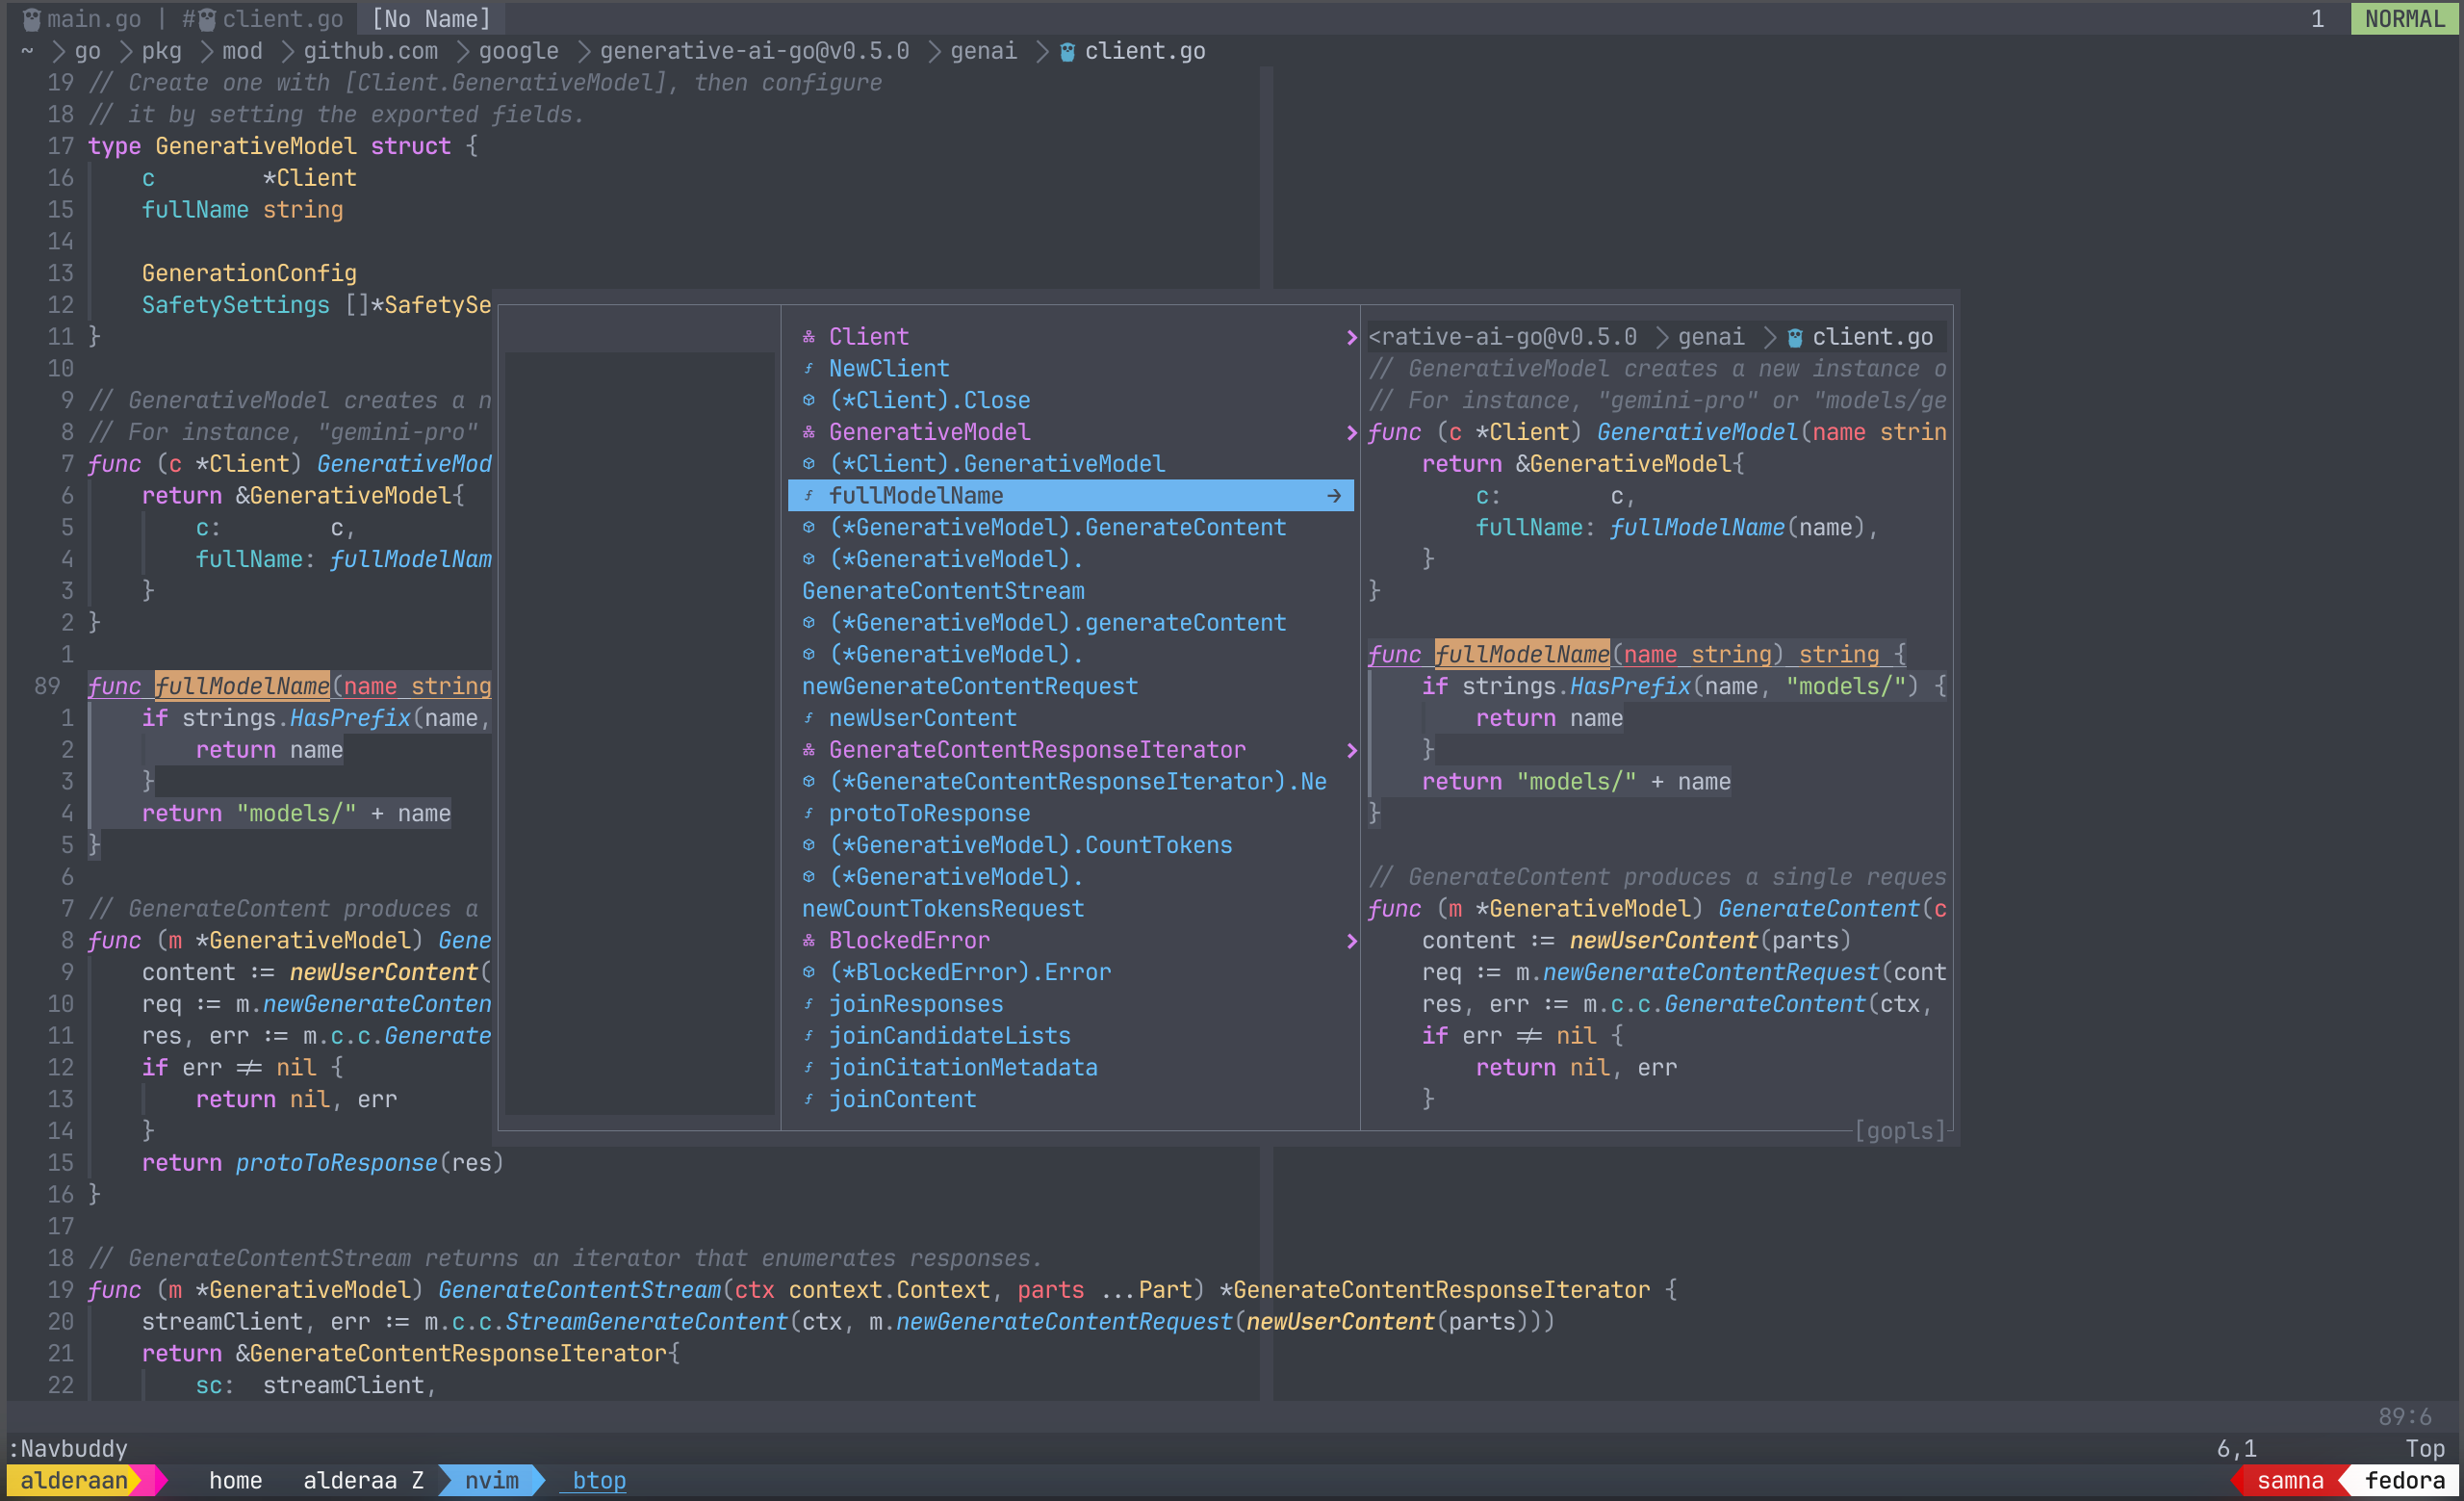 main.go | #client.go [No Name] 1 NORMAL
~ > go > pkg > mod > github.com > google > generative-ai-go@v0.5.0 > genai > client.go
19 // Create one with [Client.GenerativeModel], then configure
18 // it by setting the exported fields.
17 type GenerativeModel struct {
16 c *Client
15 fullName string
14
13 GenerationConfig
12 SafetySettings []*SafetySe
11 }
10
9 // GenerativeModel creates a n
8 // For instance, "gemini-pro"
7 func (c *Client) GenerativeMod
6 return &GenerativeModel{
5 c: c,
4 fullName: fullModelNam
3 }
2 }
1
89 func fullModelName(name string
1 if strings.HasPrefix(name,
2 return name
3 }
4 return "models/" + name
5 }
6
7 // GenerateContent produces a
8 func (m *GenerativeModel) Gene
9 content := newUserContent(
10 req := m.newGenerateConten
11 res, err := m.c.c.Generate
12 if err != nil {
13 return nil, err
14 }
15 return protoToResponse(res)
16 }
17
18 // GenerateContentStream returns an iterator that enumerates responses.
19 func (m *GenerativeModel) GenerateContentStream(ctx context.Context, parts ...Part) *GenerateContentResponseIterator {
20 streamClient, err := m.c.c.StreamGenerateContent(ctx, m.newGenerateContentRequest(newUserContent(parts)))
21 return &GenerateContentResponseIterator{
22 sc: streamClient,
Client >
NewClient
(*Client).Close
GenerativeModel >
(*Client).GenerativeModel
fullModelName →
(*GenerativeModel).GenerateContent
(*GenerativeModel).
GenerateContentStream
(*GenerativeModel).generateContent
(*GenerativeModel).
newGenerateContentRequest
newUserContent
GenerateContentResponseIterator >
(*GenerateContentResponseIterator).Ne
protoToResponse
(*GenerativeModel).CountTokens
(*GenerativeModel).
newCountTokensRequest
BlockedError >
(*BlockedError).Error
joinResponses
joinCandidateLists
joinCitationMetadata
joinContent
<rative-ai-go@v0.5.0 > genai > client.go
// GenerativeModel creates a new instance o
// For instance, "gemini-pro" or "models/ge
func (c *Client) GenerativeModel(name strin
return &GenerativeModel{
c: c,
fullName: fullModelName(name),
}
}
func fullModelName(name string) string {
if strings.HasPrefix(name, "models/") {
return name
}
return "models/" + name
}
// GenerateContent produces a single reques
func (m *GenerativeModel) GenerateContent(c
content := newUserContent(parts)
req := m.newGenerateContentRequest(cont
res, err := m.c.c.GenerateContent(ctx,
if err != nil {
return nil, err
}
[gopls]
89:6
:Navbuddy 6,1 Top
alderaan home alderaa Z nvim btop samna fedora